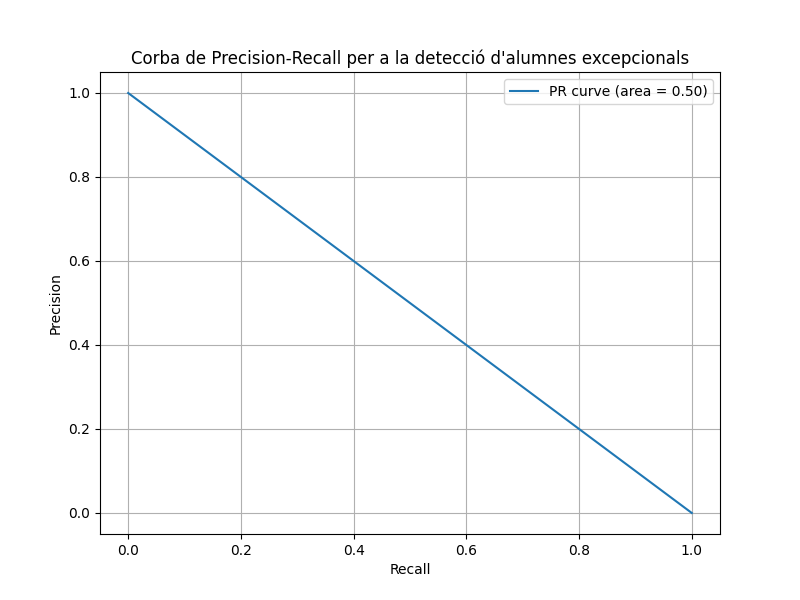 Corba de Precision-Recall per a la detecció d'alumnes excepcionals
PR curve (area = 0.50)
1.0
0.8
0.6
0.4
0.2
0.0
Precision
0.0 0.2 0.4 0.6 0.8 1.0
Recall